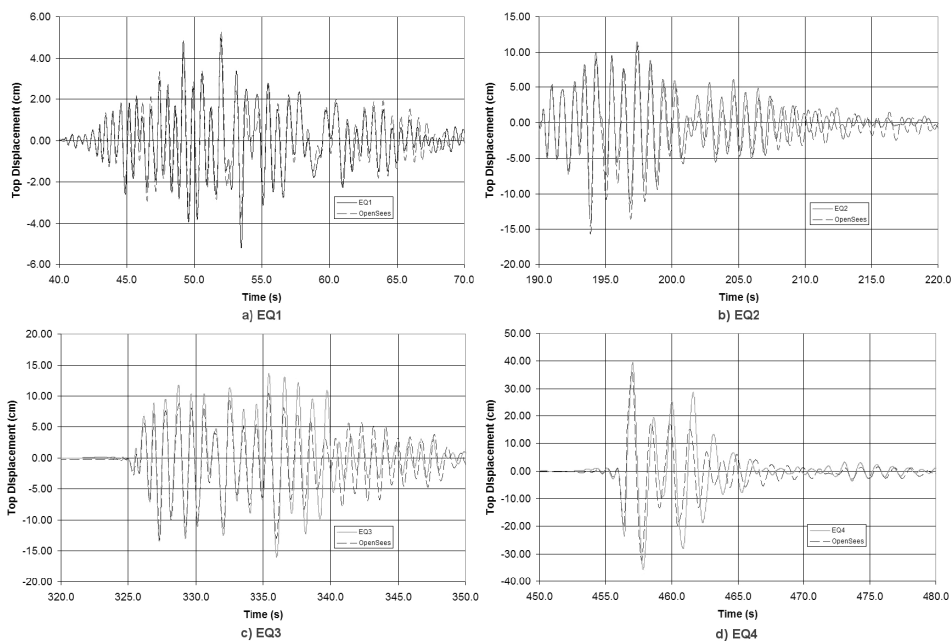 6.00
4.00
2.00
0.00
-2.00
-4.00
-6.00
Top Displacement (cm)
EQ1
OpenSees
40.0 45.0 50.0 55.0 60.0 65.0 70.0
Time (s)
a) EQ1
15.00
10.00
5.00
0.00
-5.00
-10.00
-15.00
-20.00
Top Displacement (cm)
EQ2
OpenSees
190.0 195.0 200.0 205.0 210.0 215.0 220.0
Time (s)
b) EQ2
20.00
15.00
10.00
5.00
0.00
-5.00
-10.00
-15.00
-20.00
Top Displacement (cm)
EQ3
OpenSees
320.0 325.0 330.0 335.0 340.0 345.0 350.0
Time (s)
c) EQ3
50.00
40.00
30.00
20.00
10.00
0.00
-10.00
-20.00
-30.00
-40.00
Top Displacement (cm)
EQ4
OpenSees
450.0 455.0 460.0 465.0 470.0 475.0 480.0
Time (s)
d) EQ4